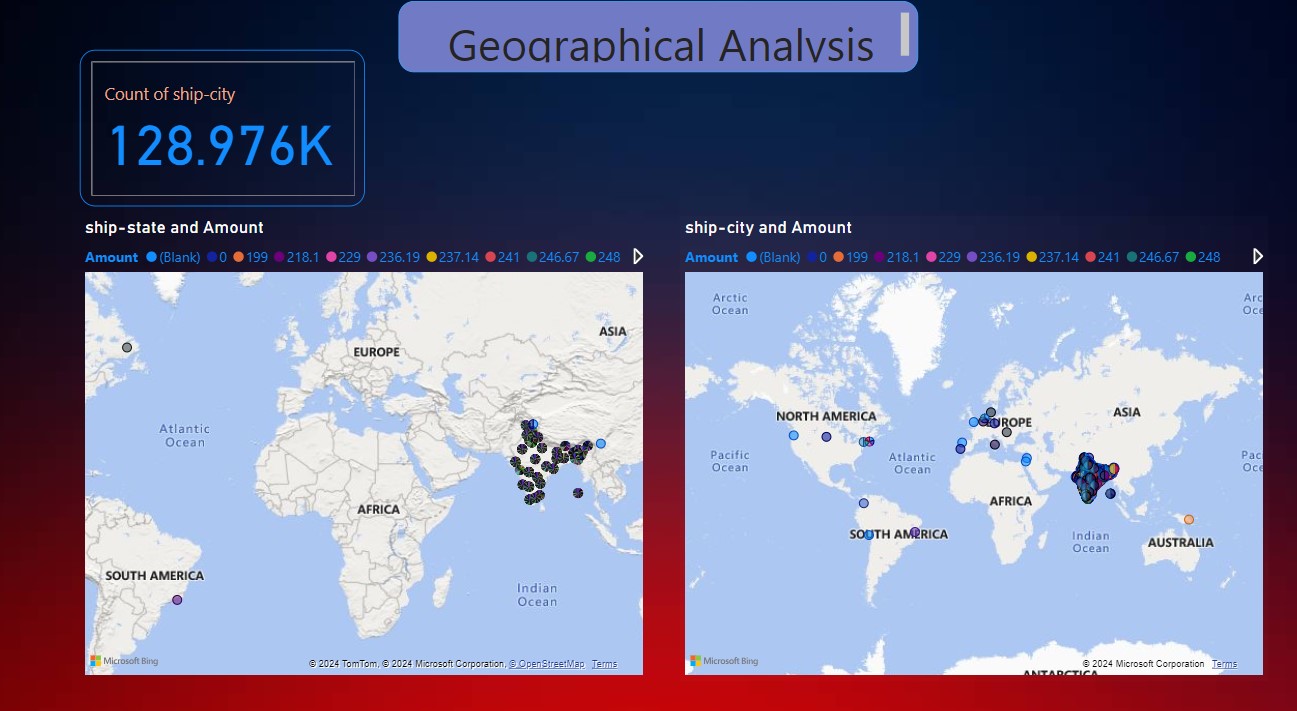 Geographical Analysis
Count of ship-city
128.976K
ship-state and Amount
Amount (Blank) 0 199 218.1 229 236.19 237.14 241 246.67 248
ASIA
EUROPE
Atlantic
Ocean
AFRICA
SOUTH AMERICA
Indian
Ocean
Microsoft Bing
© 2024 TomTom, © 2024 Microsoft Corporation, © OpenStreetMap Terms
ship-city and Amount
Amount (Blank) 0 199 218.1 229 236.19 237.14 241 246.67 248
Arctic
Ocean
Arc
Oce
NORTH AMERICA
EUROPE
ASIA
Pacific
Ocean
Atlantic
Ocean
Pac
Oc
AFRICA
SOUTH AMERICA
Indian
Ocean
AUSTRALIA
Microsoft Bing
© 2024 Microsoft Corporation Terms
ANTARCTICA